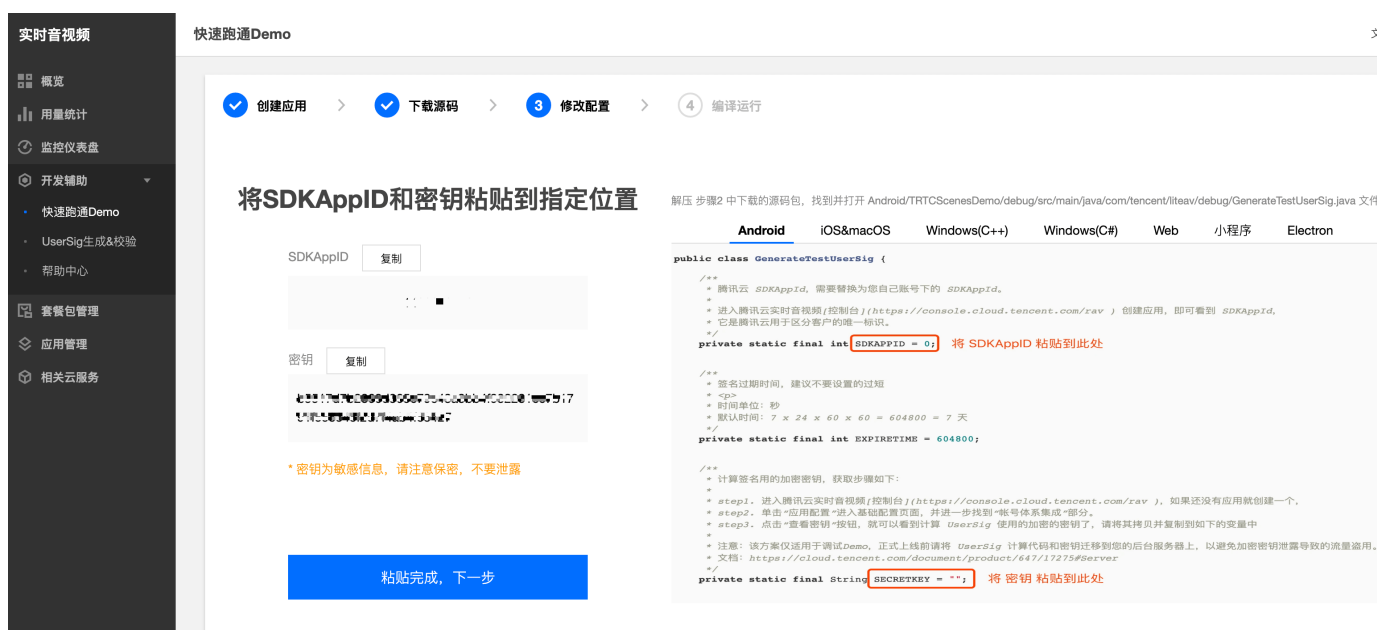 实时音视频
快速跑通Demo
概览
用量统计
监控仪表盘
开发辅助
快速跑通Demo
UserSig生成&校验
帮助中心
套餐包管理
应用管理
相关云服务
创建应用
下载源码
3 修改配置
4 编译运行
将SDKAppID和密钥粘贴到指定位置
SDKAppID 复制
密钥 复制
* 密钥为敏感信息，请注意保密，不要泄露
粘贴完成，下一步
解压 步骤2 中下载的源码包，找到并打开 Android/TRTCScenesDemo/debug/src/main/java/com/tencent/liteav/debug/GenerateTestUserSig.java 文件
Android iOS&macOS Windows(C++) Windows(C#) Web 小程序 Electron
public class GenerateTestUserSig {
/**
* 腾讯云 SDKAppId，需要替换为您自己账号下的 SDKAppId。
*
* 进入腾讯云实时音视频[控制台](https://console.cloud.tencent.com/rav ) 创建应用，即可看到 SDKAppId，
* 它是腾讯云用于区分客户的唯一标识。
*/
private static final int SDKAPPID = 0; 将 SDKAppID 粘贴到此处
/**
* 签名过期时间，建议不要设置的过短
* <p>
* 时间单位：秒
* 默认时间：7 x 24 x 60 x 60 = 604800 = 7 天
*/
private static final int EXPIRETIME = 604800;
/**
* 计算签名用的加密密钥，获取步骤如下：
*
* step1. 进入腾讯云实时音视频[控制台](https://console.cloud.tencent.com/rav )，如果还没有应用就创建一个，
* step2. 单击“应用配置”进入基础配置页面，并进一步找到“帐号体系集成”部分。
* step3. 点击“查看密钥”按钮，就可以看到计算 UserSig 使用的加密的密钥了，请将其拷贝并复制到如下的变量中
*
* 注意：该方案仅适用于调试Demo，正式上线前请将 UserSig 计算代码和密钥迁移到您的后台服务器上，以避免加密密钥泄露导致的流量盗用。
* 文档：https://cloud.tencent.com/document/product/647/17275#Server
*/
private static final String SECRETKEY = ""; 将 密钥 粘贴到此处